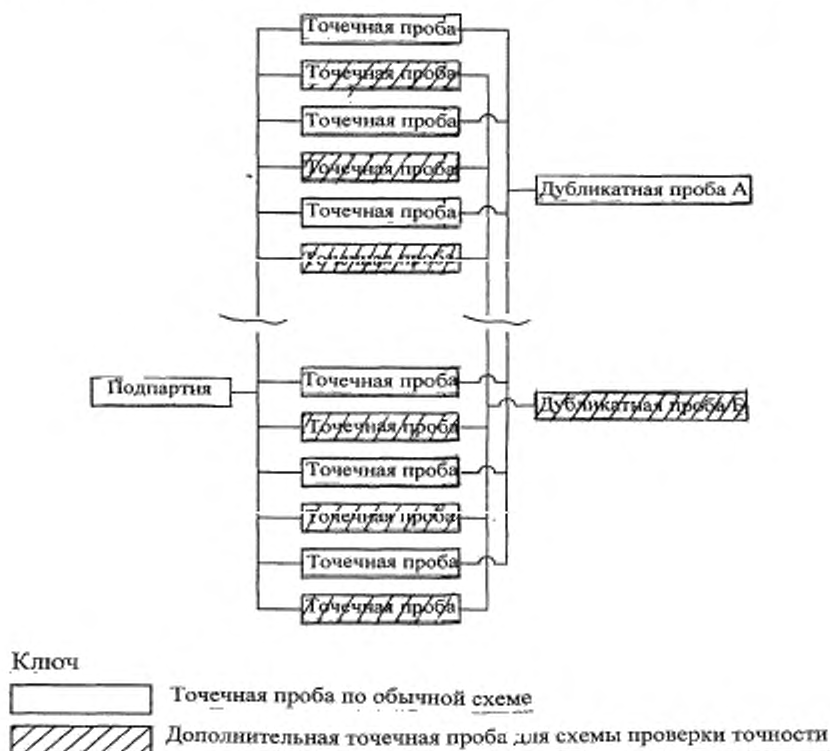 Точечная проба
Точечная проба
Точечная проба
Точечная проба
Точечная проба
Точечная проба
Дубликатная проба А
Подпартия
Точечная проба
Точечная проба
Точечная проба
Точечная проба
Точечная проба
Точечная проба
Дубликатная проба Б
Ключ
Точечная проба по обычной схеме
Дополнительная точечная проба для схемы проверки точности